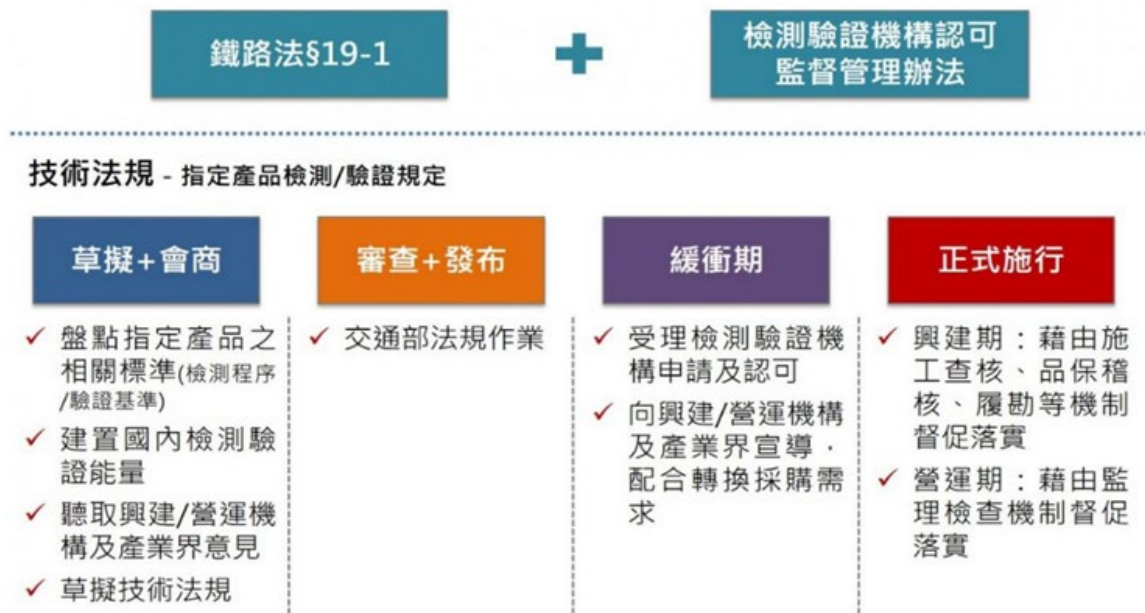 鐵路法§19-1
檢測驗證機構認可
監督管理辦法
技術法規 - 指定產品檢測/驗證規定
草擬+會商
盤點指定產品之
相關標準(檢測程序
/驗證基準)
建置國內檢測驗
證能量
聽取興建/營運機
構及產業界意見
草擬技術法規
審查+發布
交通部法規作業
緩衝期
受理檢測驗證機
構申請及認可
向興建/營運機構
及產業界宣導，
配合轉換採購需
求
正式施行
興建期：藉由施
工查核、品保稽
核、履勘等機制
督促落實
營運期：藉由監
理檢查機制督促
落實